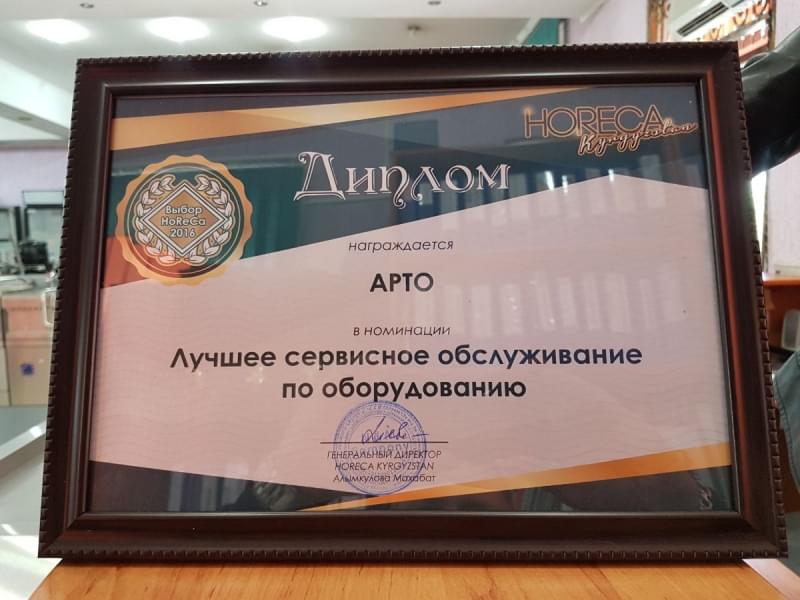 HORECA
Кыргызстан
Диплом
Выбор
HoReCa
2016
награждается
АРТО
в номинации
Лучшее сервисное обслуживание
по оборудованию
ГЕНЕРАЛЬНЫЙ ДИРЕКТОР
HORECA KYRGYZSTAN
Алымкулова Махабат